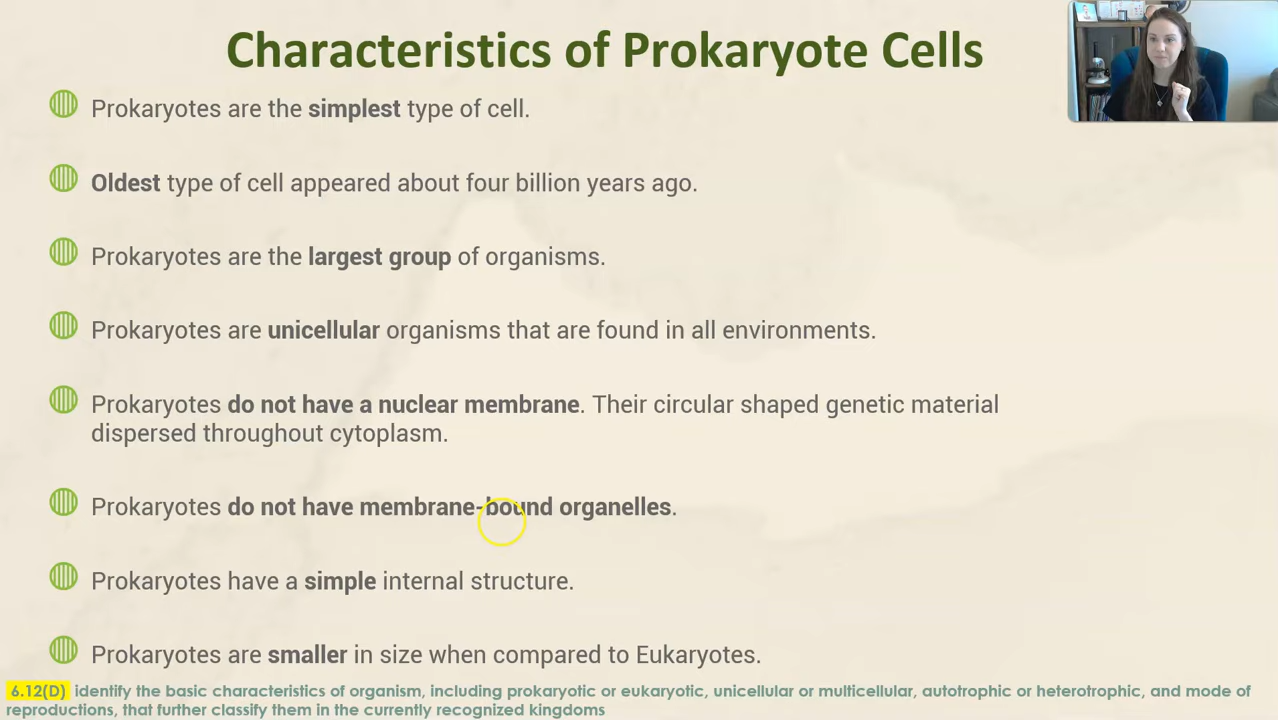 Characteristics of Prokaryote Cells
Prokaryotes are the simplest type of cell.
Oldest type of cell appeared about four billion years ago.
Prokaryotes are the largest group of organisms.
Prokaryotes are unicellular organisms that are found in all environments.
Prokaryotes do not have a nuclear membrane. Their circular shaped genetic material
dispersed throughout cytoplasm.
Prokaryotes do not have membrane-bound organelles.
Prokaryotes have a simple internal structure.
Prokaryotes are smaller in size when compared to Eukaryotes.
6.12(D) identify the basic characteristics of organism, including prokaryotic or eukaryotic, unicellular or multicellular, autotrophic or heterotrophic, and mode of
reproductions, that further classify them in the currently recognized kingdoms